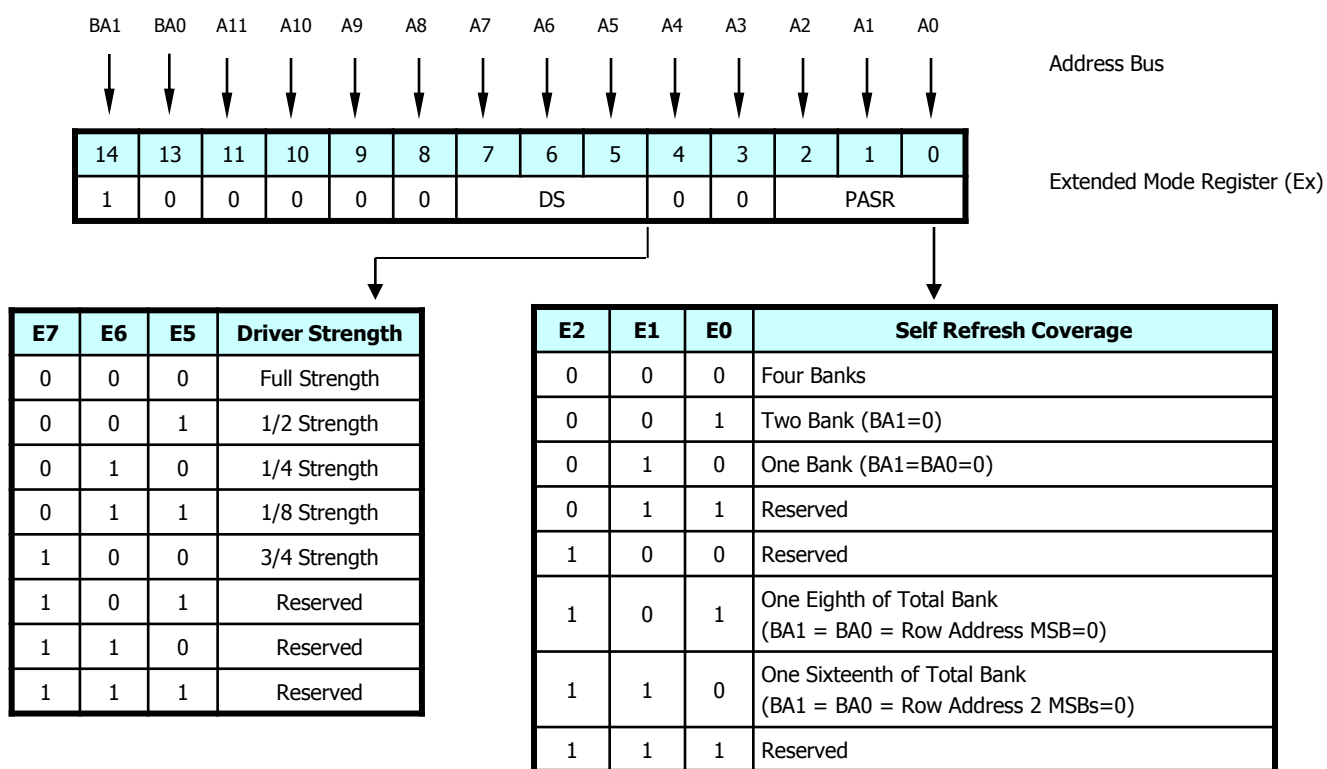 BA1 BA0 A11 A10 A9 A8 A7 A6 A5 A4 A3 A2 A1 A0
Address Bus
14 13 11 10 9 8 7 6 5 4 3 2 1 0
Extended Mode Register (Ex)
1 0 0 0 0 0 DS 0 0 PASR
E7 E6 E5 Driver Strength
0 0 0 Full Strength
0 0 1 1/2 Strength
0 1 0 1/4 Strength
0 1 1 1/8 Strength
1 0 0 3/4 Strength
1 0 1 Reserved
1 1 0 Reserved
1 1 1 Reserved
E2 E1 E0 Self Refresh Coverage
0 0 0 Four Banks
0 0 1 Two Bank (BA1=0)
0 1 0 One Bank (BA1=BA0=0)
0 1 1 Reserved
1 0 0 Reserved
1 0 1 One Eighth of Total Bank
(BA1 = BA0 = Row Address MSB=0)
1 1 0 One Sixteenth of Total Bank
(BA1 = BA0 = Row Address 2 MSBs=0)
1 1 1 Reserved